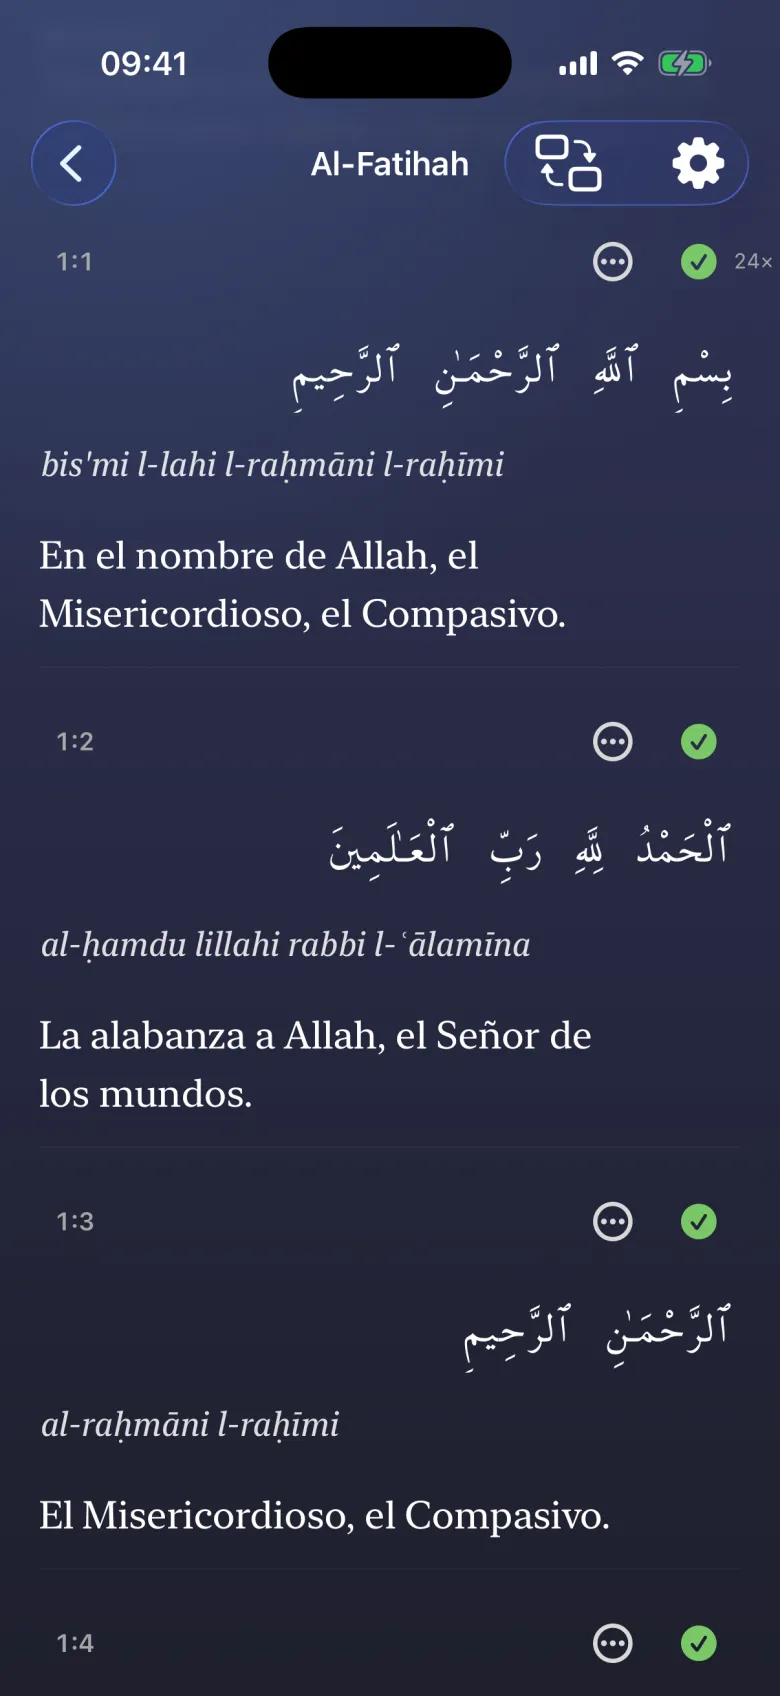 09:41
Al-Fatihah
1:1
24×
بِسْمِ ٱللَّهِ ٱلرَّحْمَـٰنِ ٱلرَّحِيمِ
bis'mi l-lahi l-raḥmāni l-raḥīmi
En el nombre de Allah, el
Misericordioso, el Compasivo.
1:2
ٱلْحَمْدُ لِلَّهِ رَبِّ ٱلْعَـٰلَمِينَ
al-ḥamdu lillahi rabbi l-ʿālamīna
La alabanza a Allah, el Señor de
los mundos.
1:3
ٱلرَّحْمَـٰنِ ٱلرَّحِيمِ
al-raḥmāni l-raḥīmi
El Misericordioso, el Compasivo.
1:4